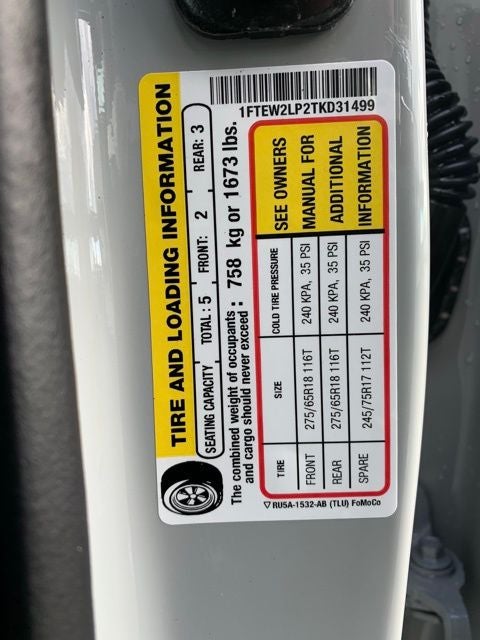 1FTEW2LP2TKD31499
TIRE AND LOADING INFORMATION
SEATING CAPACITY TOTAL: 5 FRONT: 2 REAR: 3
The combined weight of occupants and cargo should never exceed: 758 kg or 1673 lbs.
TIRE SIZE COLD TIRE PRESSURE
FRONT 275/65R18 116T 240 KPA, 35 PSI
REAR 275/65R18 116T 240 KPA, 35 PSI
SPARE 245/75R17 112T 240 KPA, 35 PSI
SEE OWNERS
MANUAL FOR
ADDITIONAL
INFORMATION
RU5A-1532-AB (TLU) FoMoCo